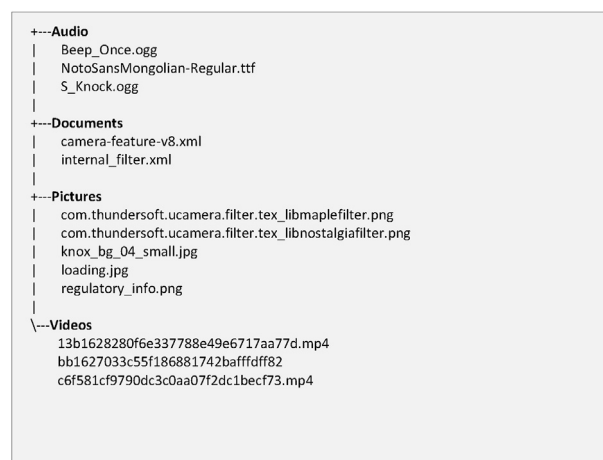 +---Audio
|      Beep_Once.ogg
|      NotoSansMongolian-Regular.ttf
|      S_Knock.ogg
|
+---Documents
|      camera-feature-v8.xml
|      internal_filter.xml
|
+---Pictures
|      com.thundersoft.ucamera.filter.tex_libmaplefilter.png
|      com.thundersoft.ucamera.filter.tex_libnostalgiafilter.png
|      knox_bg_04_small.jpg
|      loading.jpg
|      regulatory_info.png
|
\---Videos
       13b1628280f6e337788e49e6717aa77d.mp4
       bb1627033c55f186881742bafffdff82
       c6f581cf9790dc3c0aa07f2dc1becf73.mp4